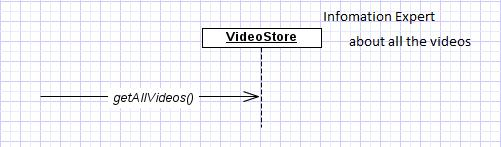 Infomation Expert
VideoStore
about all the videos
getAllVideos()